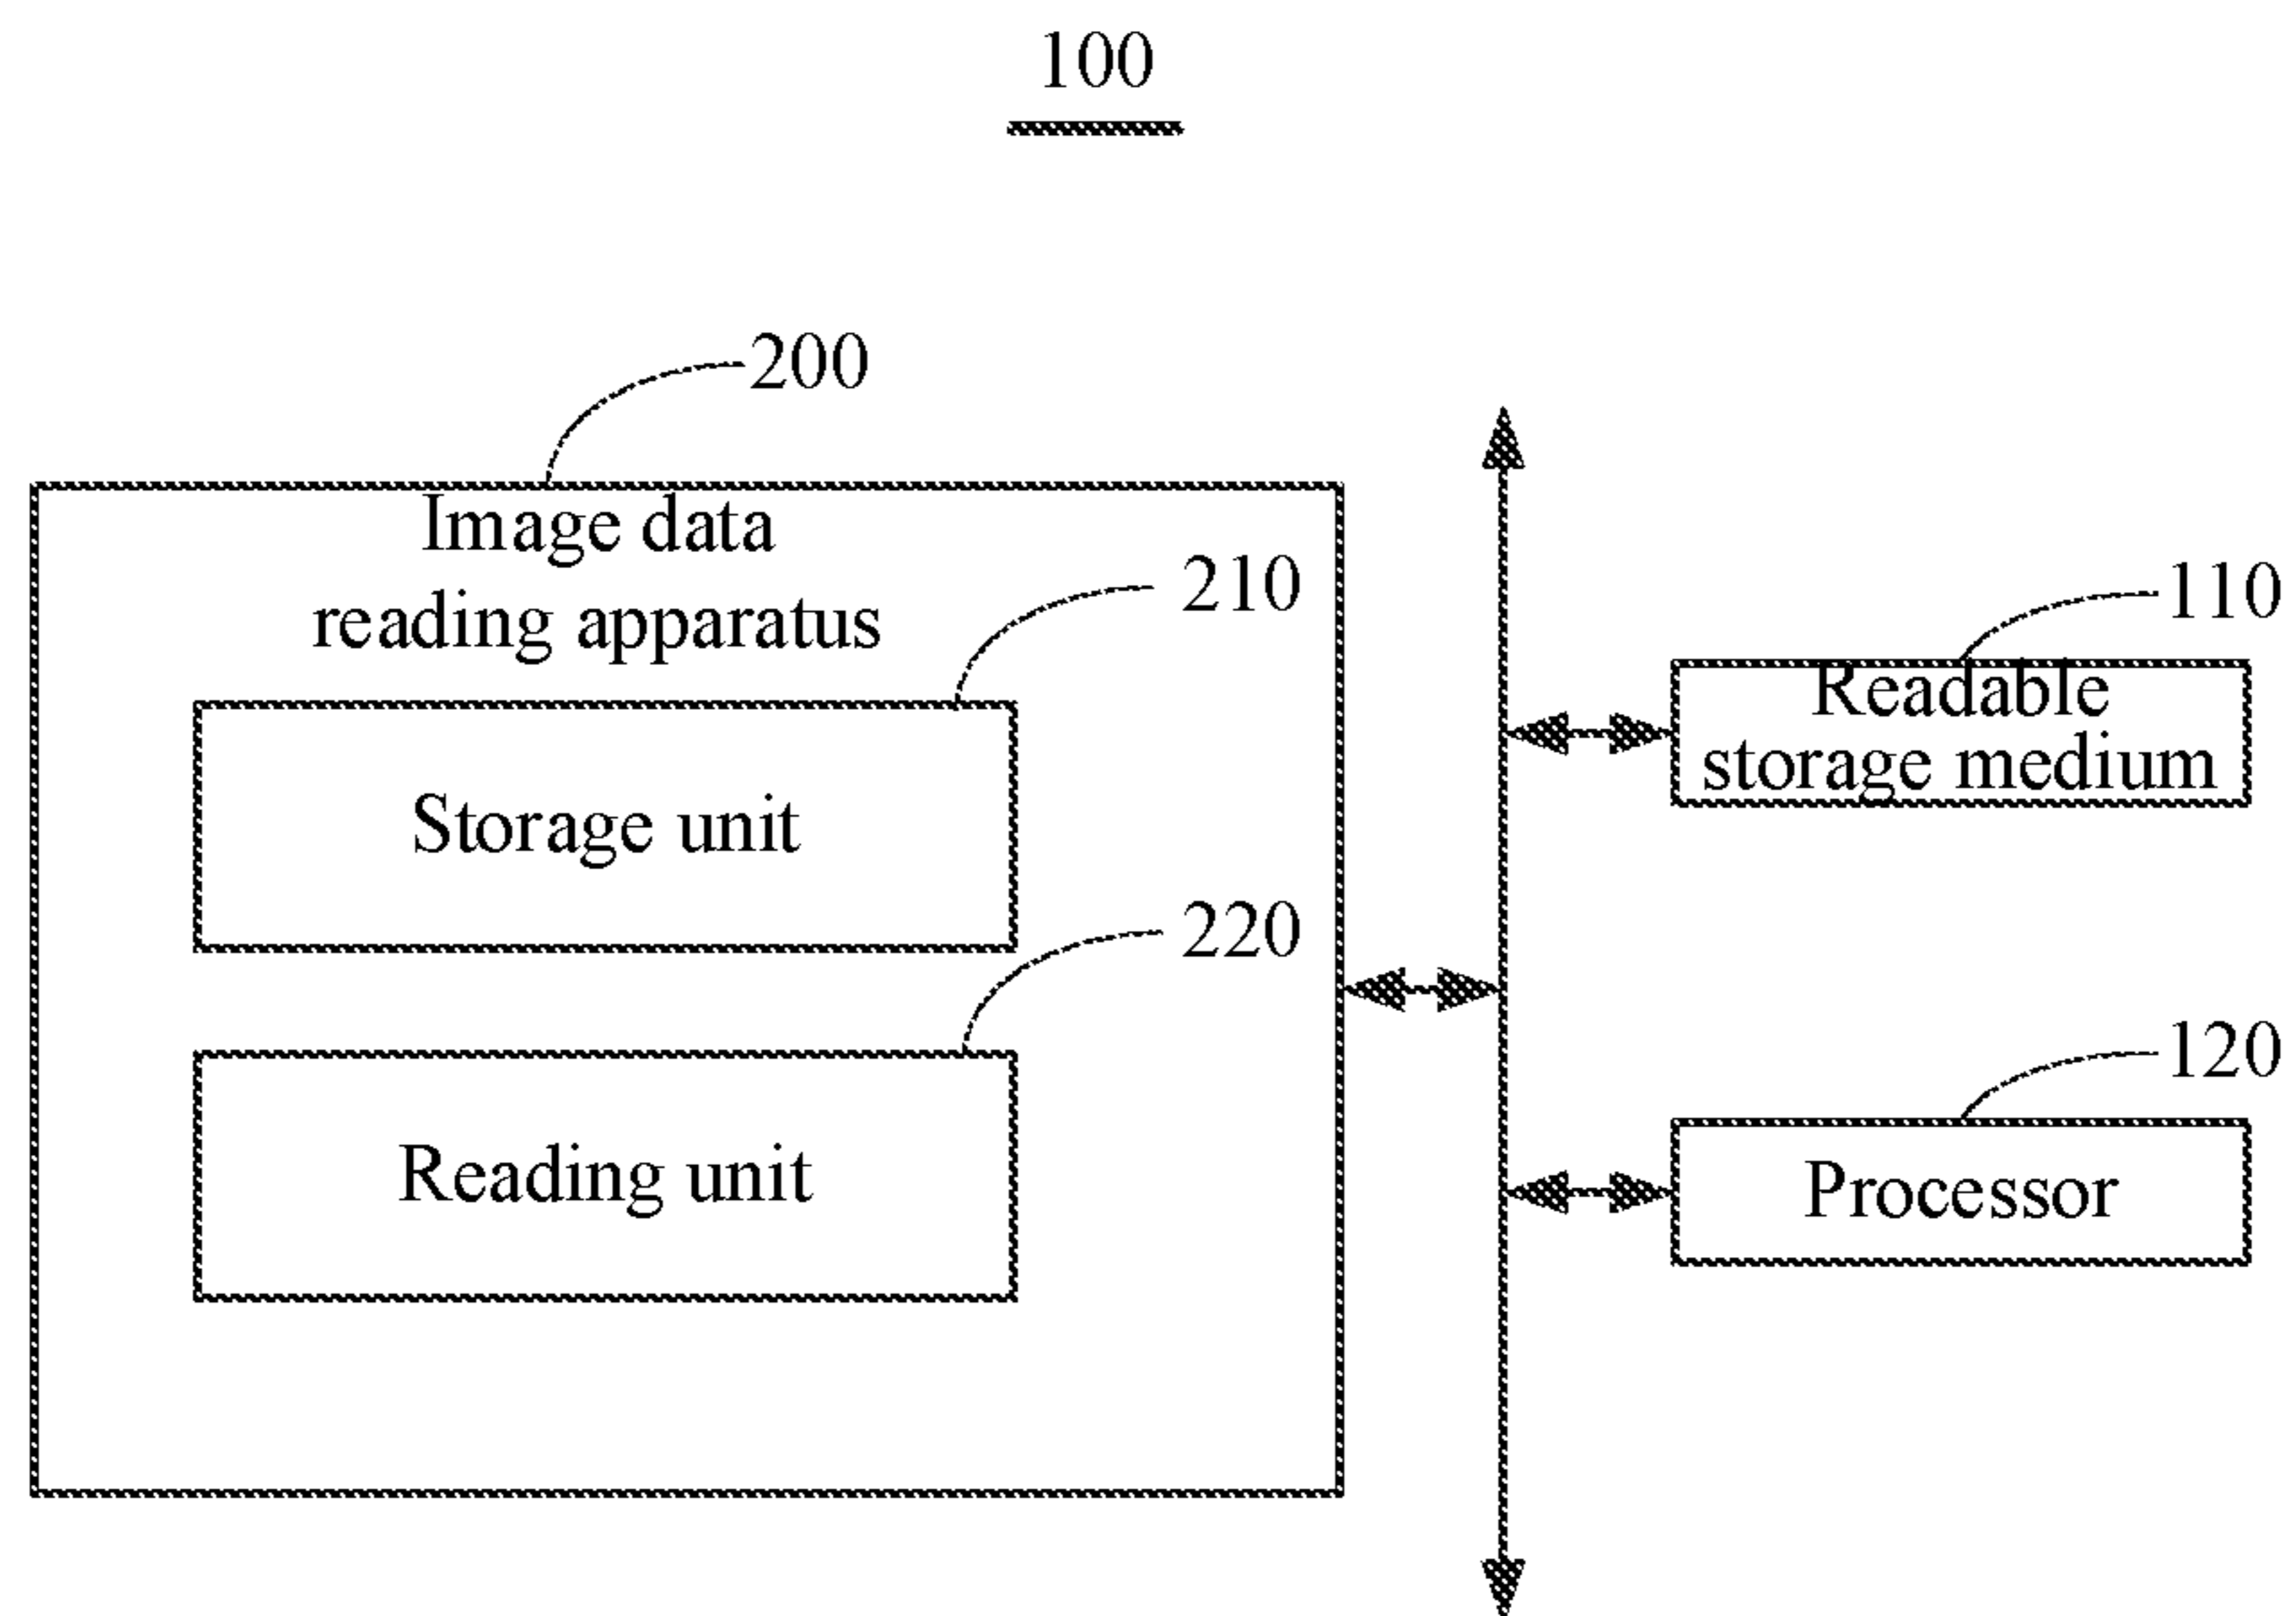 100
200
Image data
reading apparatus
210
Storage unit
220
Reading unit
110
Readable
storage medium
120
Processor